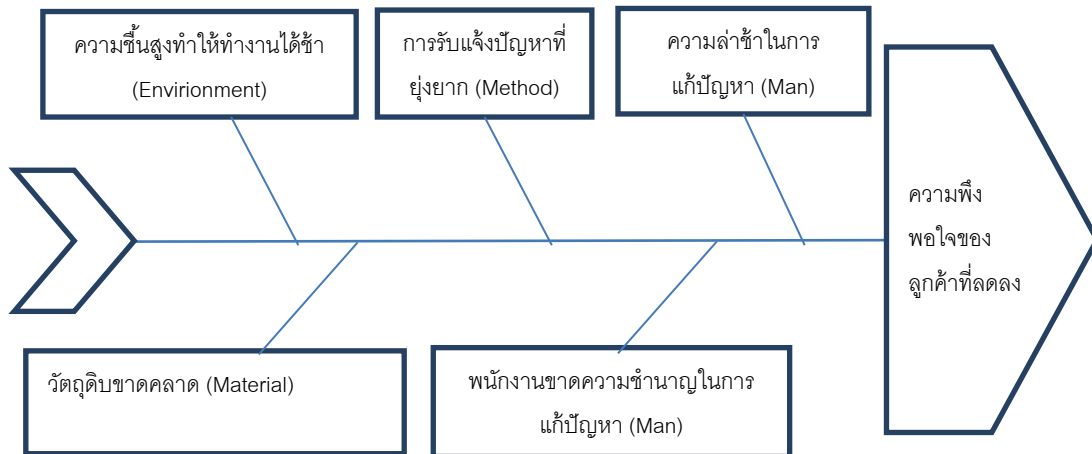 ความชื้นสูงทำให้ทำงานได้ช้า
(Envirionment)
การรับแจ้งปัญหาที่
ยุ่งยาก (Method)
ความล่าช้าในการ
แก้ปัญหา (Man)
ความพึง
พอใจของ
ลูกค้าที่ลดลง
วัตถุดิบขาดคลาด (Material)
พนักงานขาดความชำนาญในการ
แก้ปัญหา (Man)